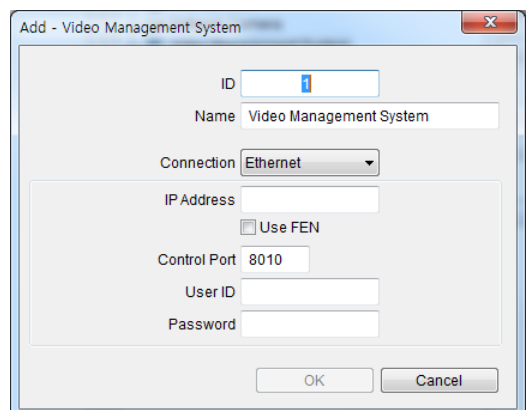 Add - Video Management System
ID 1
Name Video Management System
Connection Ethernet
IP Address
Use FEN
Control Port 8010
User ID
Password
OK Cancel